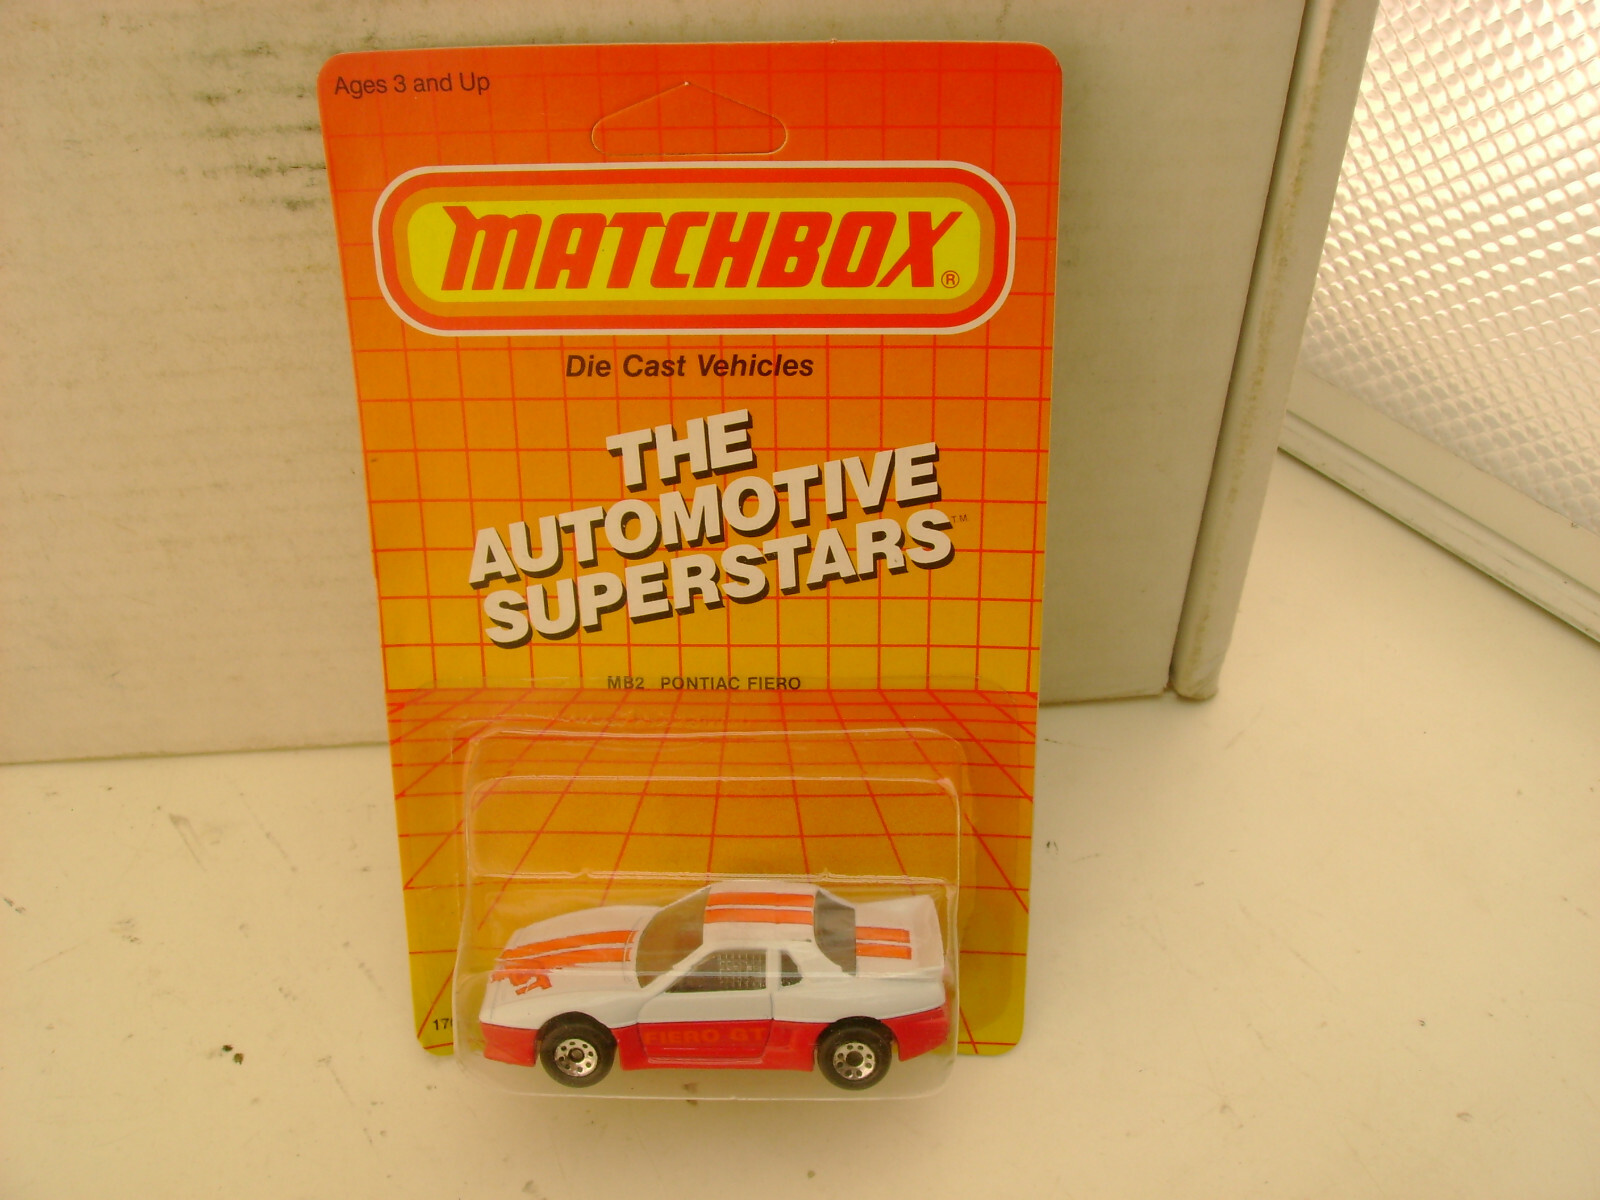 Ages 3 and Up
MATCHBOX®
Die Cast Vehicles
THE
AUTOMOTIVE
SUPERSTARS™
MB2 PONTIAC FIERO
FIERO GT